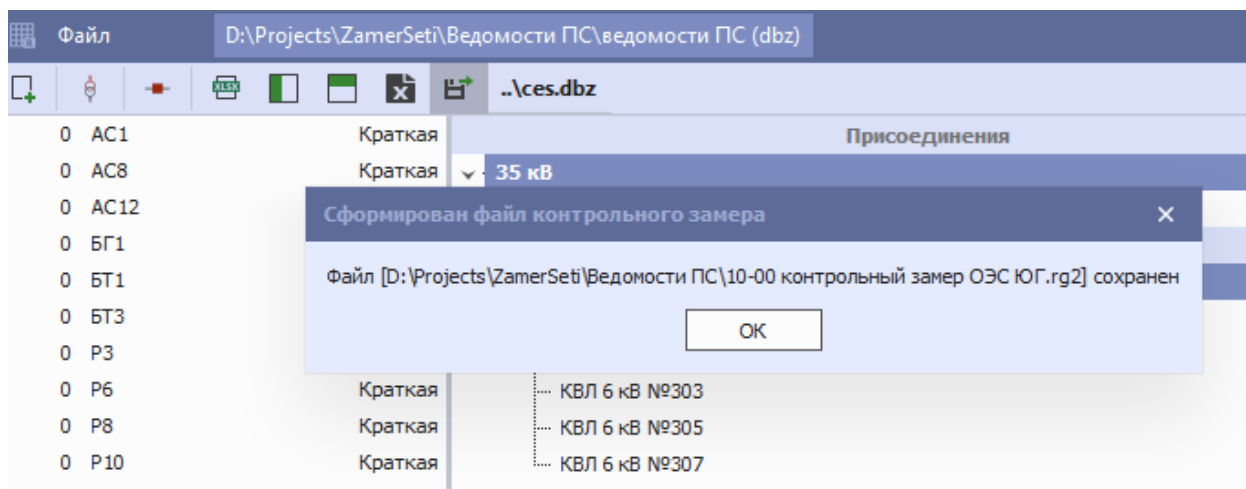 Файл D:\Projects\ZamerSeti\Ведомости ПС\ведомости ПС (dbz)
XLSX ..\ces.dbz
0 АС1 Краткая Присоединения
0 АС8 Краткая 35 кВ
0 АС12
Сформирован файл контрольного замера
0 БГ1
0 БТ1 Файл [D:\Projects\ZamerSeti\Ведомости ПС\10-00 контрольный замер ОЭС ЮГ.rg2] сохранен
0 БТ3 OK
0 Р3
0 Р6 Краткая КВЛ 6 кВ №303
0 Р8 Краткая КВЛ 6 кВ №305
0 Р10 Краткая КВЛ 6 кВ №307